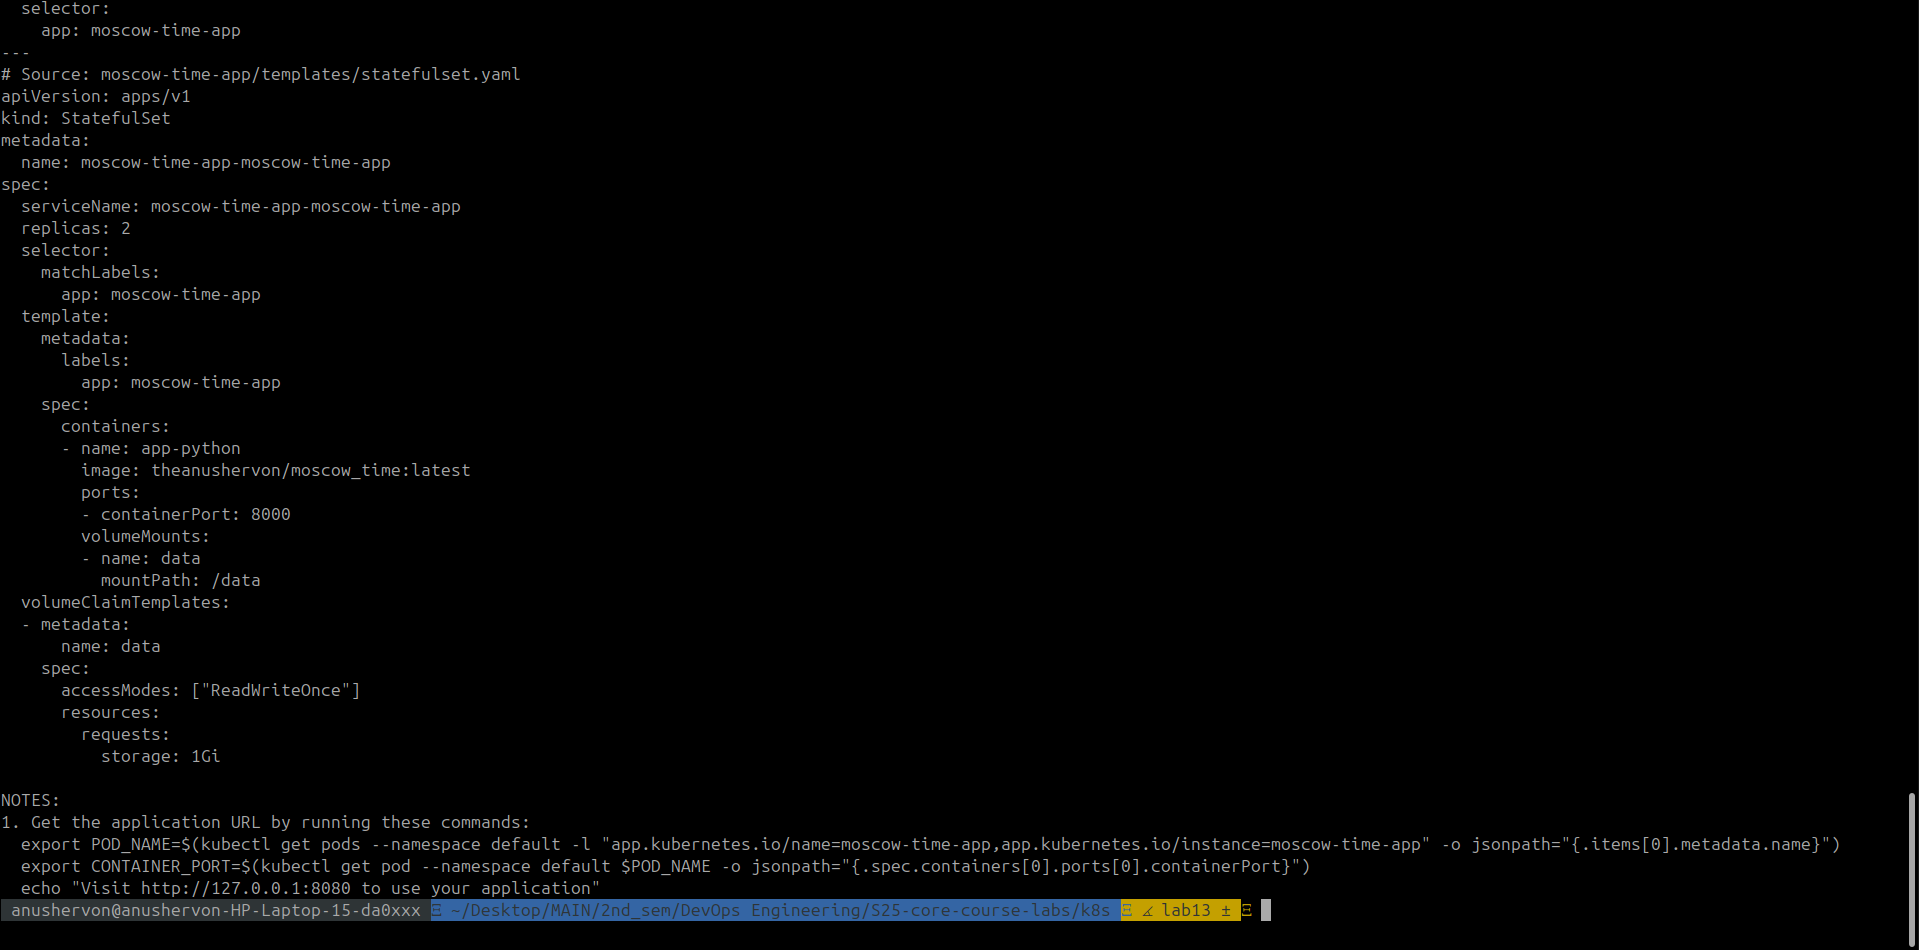 selector:
    app: moscow-time-app
---
# Source: moscow-time-app/templates/statefulset.yaml
apiVersion: apps/v1
kind: StatefulSet
metadata:
  name: moscow-time-app-moscow-time-app
spec:
  serviceName: moscow-time-app-moscow-time-app
  replicas: 2
  selector:
    matchLabels:
      app: moscow-time-app
  template:
    metadata:
      labels:
        app: moscow-time-app
    spec:
      containers:
      - name: app-python
        image: theanushervon/moscow_time:latest
        ports:
        - containerPort: 8000
        volumeMounts:
        - name: data
          mountPath: /data
  volumeClaimTemplates:
  - metadata:
      name: data
    spec:
      accessModes: ["ReadWriteOnce"]
      resources:
        requests:
          storage: 1Gi

NOTES:
1. Get the application URL by running these commands:
  export POD_NAME=$(kubectl get pods --namespace default -l "app.kubernetes.io/name=moscow-time-app,app.kubernetes.io/instance=moscow-time-app" -o jsonpath="{.items[0].metadata.name}")
  export CONTAINER_PORT=$(kubectl get pod --namespace default $POD_NAME -o jsonpath="{.spec.containers[0].ports[0].containerPort}")
  echo "Visit http://127.0.0.1:8080 to use your application"
 anushervon@anushervon-HP-Laptop-15-da0xxx  ~/Desktop/MAIN/2nd_sem/DevOps Engineering/S25-core-course-labs/k8s  lab13 ±